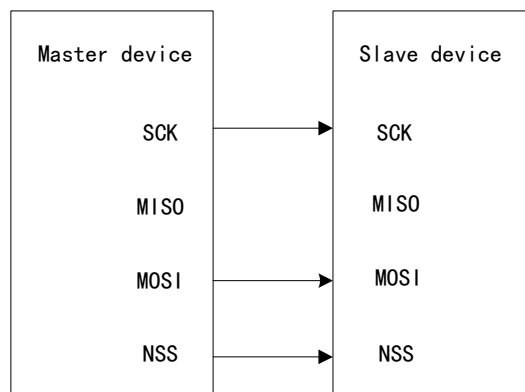 Master device
Slave device
SCK
SCK
MISO
MISO
MOSI
MOSI
NSS
NSS